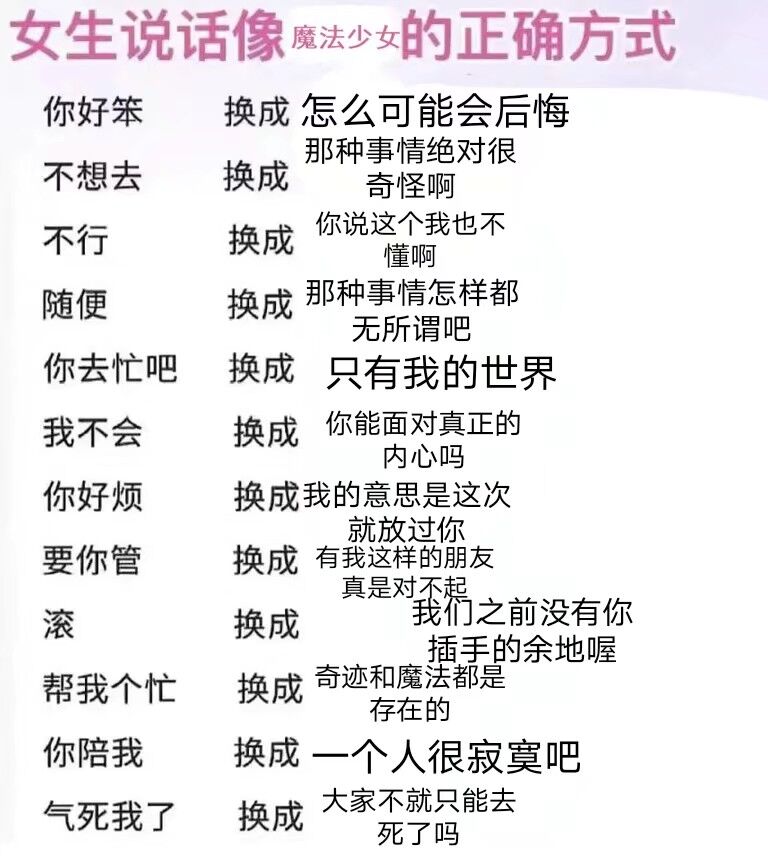 女生说话像魔法少女的正确方式
你好笨 换成 怎么可能会后悔
不想去 换成 那种事情绝对很
奇怪啊
不行 换成 你说这个我也不
懂啊
随便 换成 那种事情怎样都
无所谓吧
你去忙吧 换成 只有我的世界
我不会 换成 你能面对真正的
内心吗
你好烦 换成 我的意思是这次
就放过你
要你管 换成 有我这样的朋友
真是对不起
滚 换成 我们之前没有你
插手的余地喔
帮我个忙 换成 奇迹和魔法都是
存在的
你陪我 换成 一个人很寂寞吧
气死我了 换成 大家不就只能去
死了吗